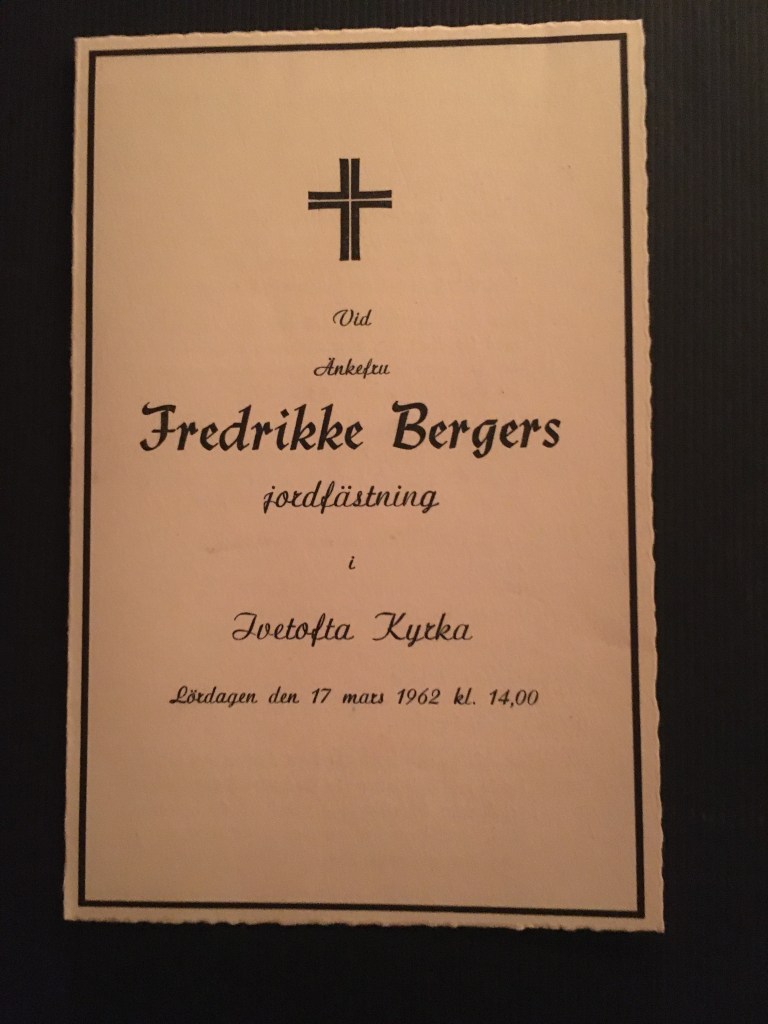 Vid
Änkefru
Fredrikke Bergers
jordfästning
i
Ivetofta Kyrka
Lördagen den 17 mars 1962 kl. 14,00